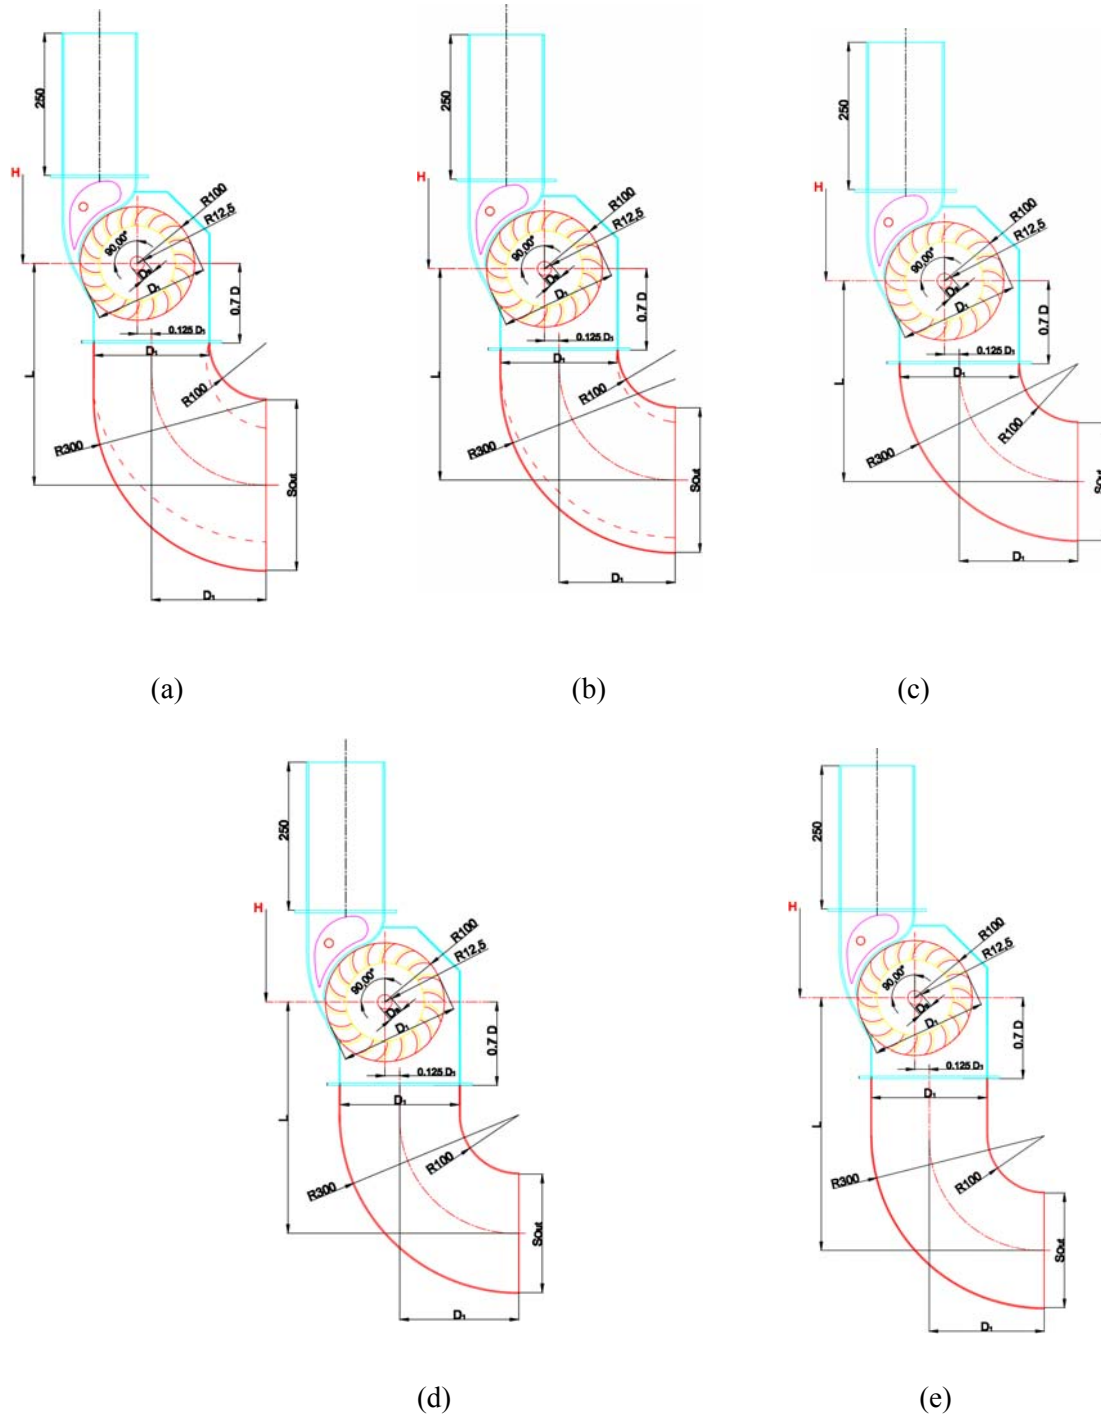 250
H
R100
R12,5
90,00°
D₂
D₁
0.7 D
0.125 D₁
D₁
L
R100
R300
SOut
D₁
(a)
250
H
R100
R12,5
90,00°
D₂
D₁
0.7 D
0.125 D₁
D₁
L
R100
R300
SOut
D₁
(b)
250
H
R100
R12,5
90,00°
D₂
D₁
0.7 D
0.125 D₁
D₁
L
R100
R300
SOut
D₁
(c)
250
H
R100
R12,5
90,00°
D₂
D₁
0.7 D
0.125 D₁
D₁
L
R100
R300
SOut
D₁
(d)
250
H
R100
R12,5
90,00°
D₂
D₁
0.7 D
0.125 D₁
D₁
L
R300
R100
SOut
D₁
(e)